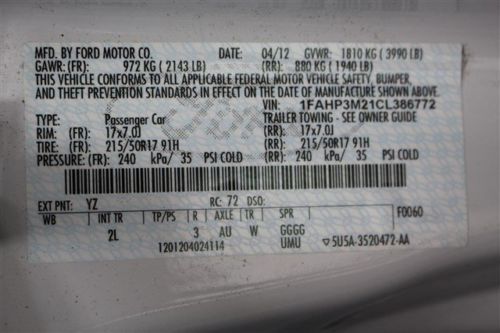 MFD. BY FORD MOTOR CO. DATE: 04/12 GVWR: 1810 KG ( 3990 LB)
GAWR:(FR): 972 KG ( 2143 LB) (RR): 880 KG ( 1940 LB)
THIS VEHICLE CONFORMS TO ALL APPLICABLE FEDERAL MOTOR VEHICLE SAFETY, BUMPER,
AND THEFT PREVENTION STANDARDS IN EFFECT ON THE DATE OF MANUFACTURE SHOWN ABOVE.
VIN: 1FAHP3M21CL386772
TYPE: Passenger Car TRAILER TOWING - SEE OWNER GUIDE
RIM: (FR) 17x7.0J (RR): 17x7.0J
TIRE: (FR) 215/50R17 91H (RR): 215/50R17 91H
PRESSURE: (FR) 240 kPa/ 35 PSI COLD (RR): 240 kPa/ 35 PSI COLD
EXT PNT: YZ RC: 72 DSO: F0060
WB INT TR TP/PS R AXLE TR SPR
2L 3 AU W GGGG
1201204024114 UMU 5U5A-3520472-AA